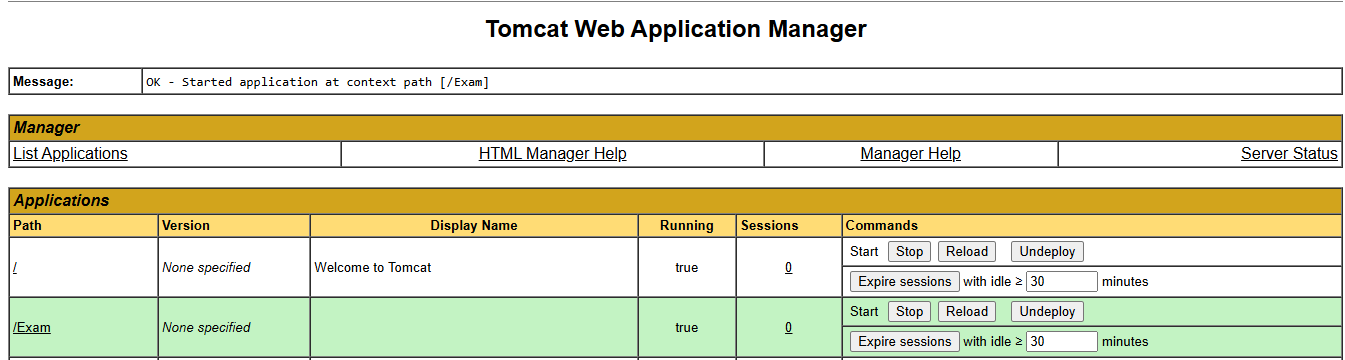 Tomcat Web Application Manager
Message: OK - Started application at context path [/Exam]
Manager
List Applications HTML Manager Help Manager Help Server Status
Applications
Path Version Display Name Running Sessions Commands
/ None specified Welcome to Tomcat true 0 Start Stop Reload Undeploy
Expire sessions with idle ≥ 30 minutes
/Exam None specified true 0 Start Stop Reload Undeploy
Expire sessions with idle ≥ 30 minutes